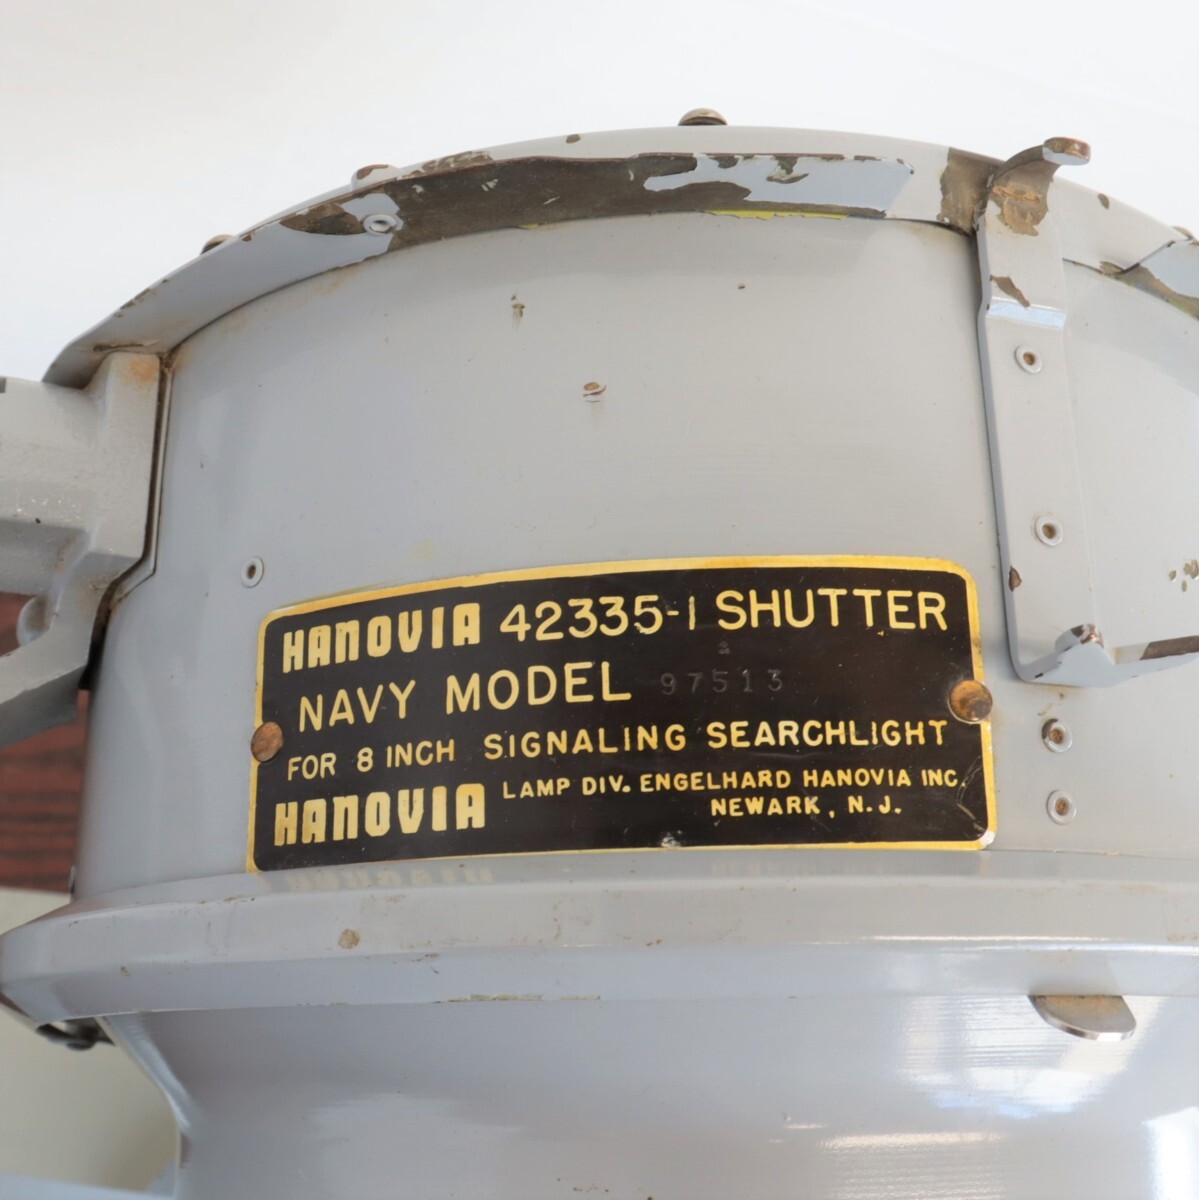 HANOVIA 42335-1 SHUTTER
NAVY MODEL 97513
FOR 8 INCH SIGNALING SEARCHLIGHT
HANOVIA LAMP DIV. ENGELHARD HANOVIA INC.
NEWARK, N.J.